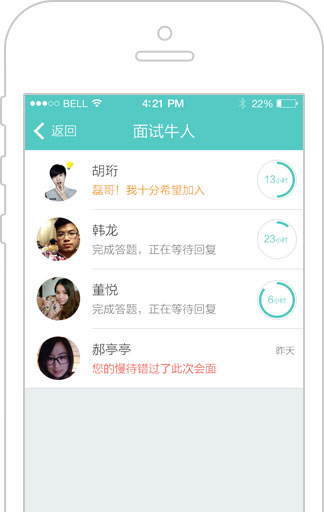 BELL 4:21 PM 22%
返回 面试牛人
胡珩
磊哥！我十分希望加入
13小时
韩龙
完成答题，正在等待回复
23小时
董悦
完成答题，正在等待回复
6小时
郝亭亭 昨天
您的慢待错过了此次会面